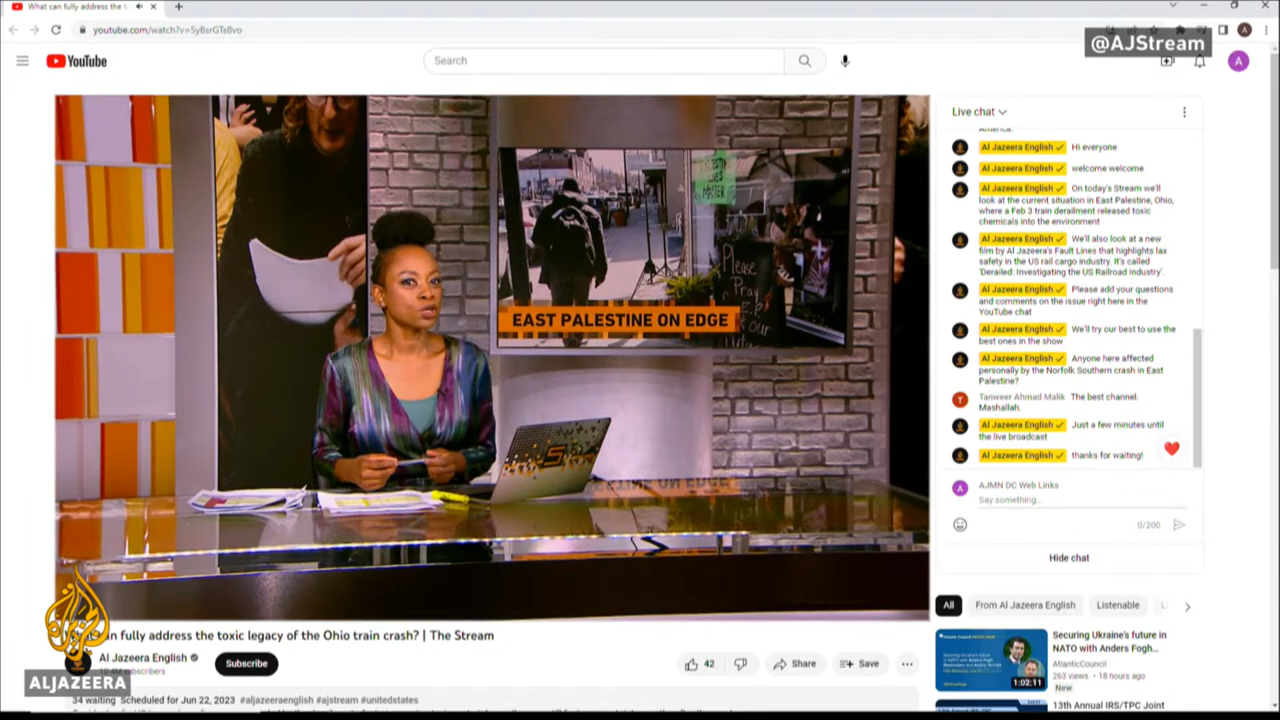 What can fully address the t
youtube.com/watch?v=5yBsrGTs8vo
@AJStream
YouTube
Search
A
Live chat
America.
Al Jazeera English Hi everyone
Al Jazeera English welcome welcome
Al Jazeera English On today's Stream we'll
look at the current situation in East Palestine, Ohio,
where a Feb 3 train derailment released toxic
chemicals into the environment
Al Jazeera English We'll also look at a new
film by Al Jazeera's Fault Lines that highlights lax
safety in the US rail cargo industry. It's called
'Derailed: Investigating the US Railroad Industry'.
Al Jazeera English Please add your questions
and comments on the issue right here in the
YouTube chat
Al Jazeera English We'll try our best to use the
best ones in the show
Al Jazeera English Anyone here affected
personally by the Norfolk Southern crash in East
Palestine?
T Tanweer Ahmad Malik The best channel.
Mashallah.
Al Jazeera English Just a few minutes until
the live broadcast
Al Jazeera English thanks for waiting!
A AJMN DC Web Links
Say something...
0/200
Hide chat
Please
Pray
EAST PALESTINE ON EDGE
can fully address the toxic legacy of the Ohio train crash? | The Stream
Al Jazeera English
subscribers
Subscribe
42
Share
Save
ALJAZEERA
34 waiting Scheduled for Jun 22, 2023 #aljazeeraenglish #ajstream #unitedstates
All
From Al Jazeera English
Listenable
Securing Ukraine's future in
NATO with Anders Fogh...
AtlanticCouncil
263 views • 18 hours ago
New
1:02:11
13th Annual IRS/TPC Joint